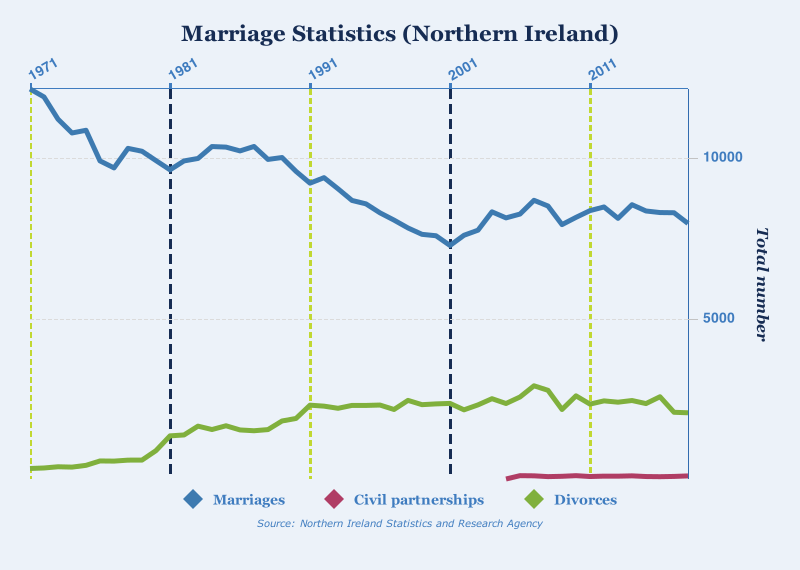 Marriage Statistics (Northern Ireland)
1971 1981 1991 2001 2011
10000
5000
Total number
Marriages Civil partnerships Divorces
Source: Northern Ireland Statistics and Research Agency